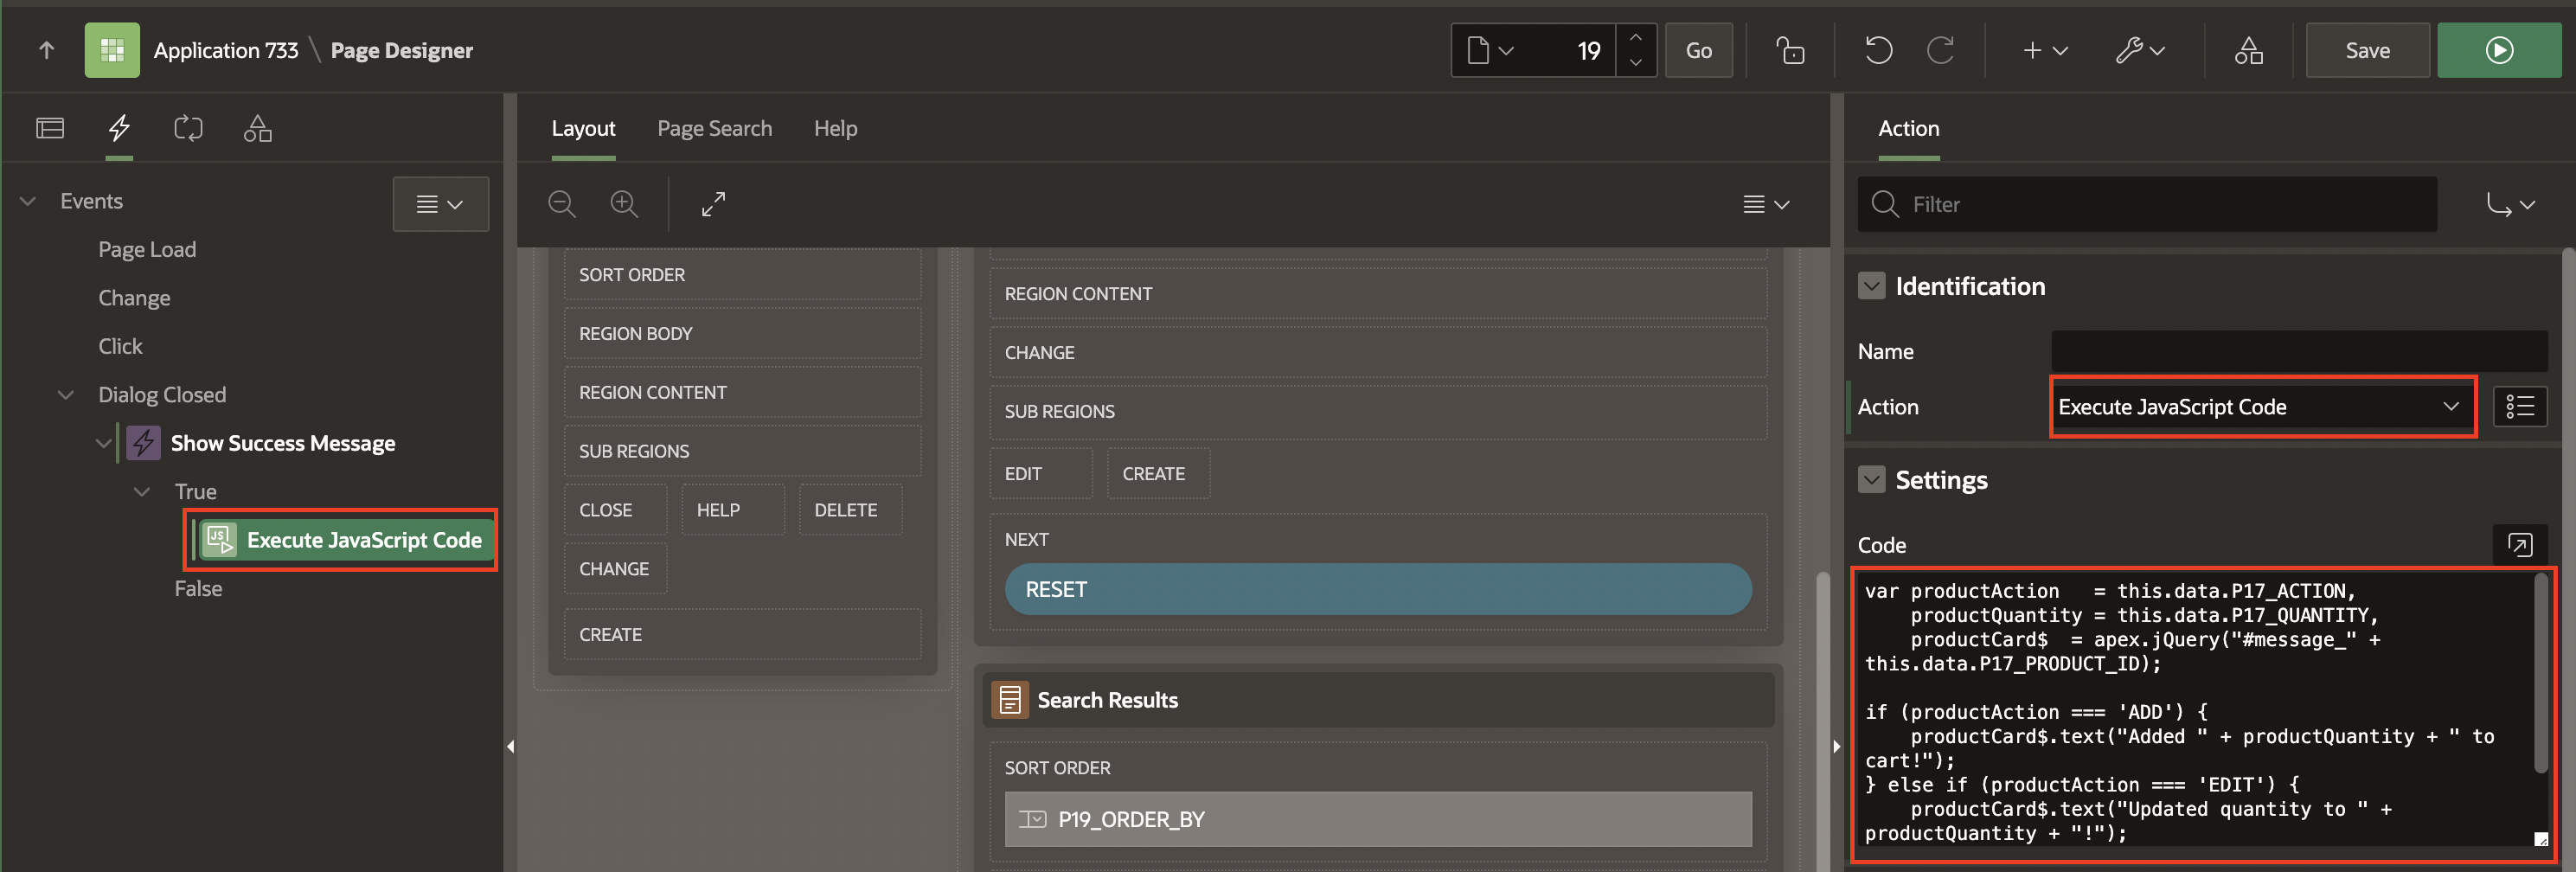 Application 733 \ Page Designer
19
Go
Save
Layout
Page Search
Help
Action
Events
Page Load
Change
Click
Dialog Closed
Show Success Message
True
JS
Execute JavaScript Code
False
SORT ORDER
REGION BODY
REGION CONTENT
SUB REGIONS
CLOSE
HELP
DELETE
CHANGE
CREATE
REGION CONTENT
CHANGE
SUB REGIONS
EDIT
CREATE
NEXT
RESET
Search Results
SORT ORDER
P19_ORDER_BY
Filter
Identification
Name
Action
Execute JavaScript Code
Settings
Code
var productAction   = this.data.P17_ACTION,
    productQuantity = this.data.P17_QUANTITY,
    productCard$  = apex.jQuery("#message_" +
this.data.P17_PRODUCT_ID);
if (productAction === 'ADD') {
    productCard$.text("Added " + productQuantity + " to
cart!");
} else if (productAction === 'EDIT') {
    productCard$.text("Updated quantity to " +
productQuantity + "!");